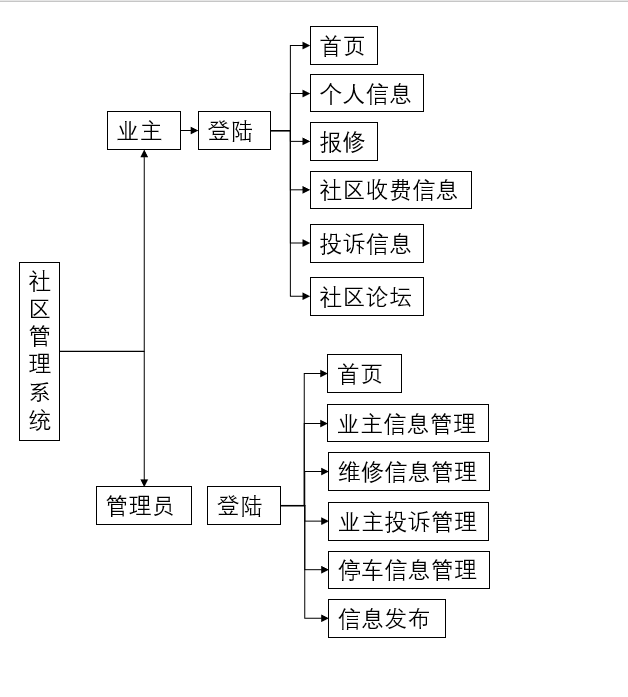 社区管理系统
业主
登陆
首页
个人信息
报修
社区收费信息
投诉信息
社区论坛
管理员
登陆
首页
业主信息管理
维修信息管理
业主投诉管理
停车信息管理
信息发布